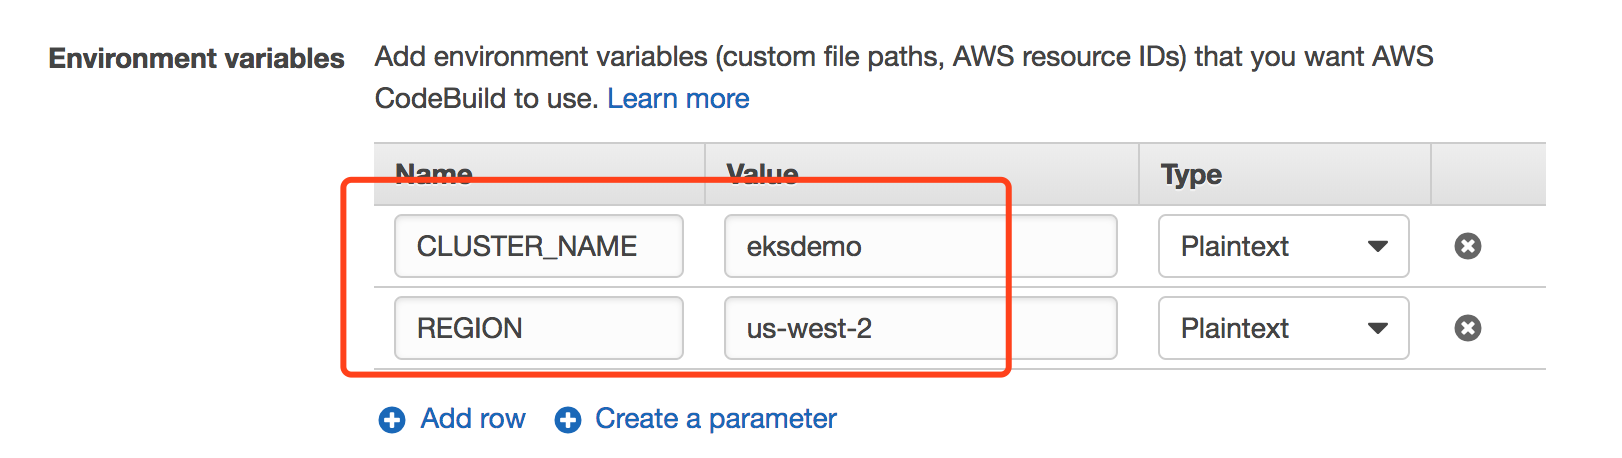 Environment variables
Add environment variables (custom file paths, AWS resource IDs) that you want AWS
CodeBuild to use. Learn more
Name Value Type
CLUSTER_NAME eksdemo Plaintext
REGION us-west-2 Plaintext
Add row Create a parameter